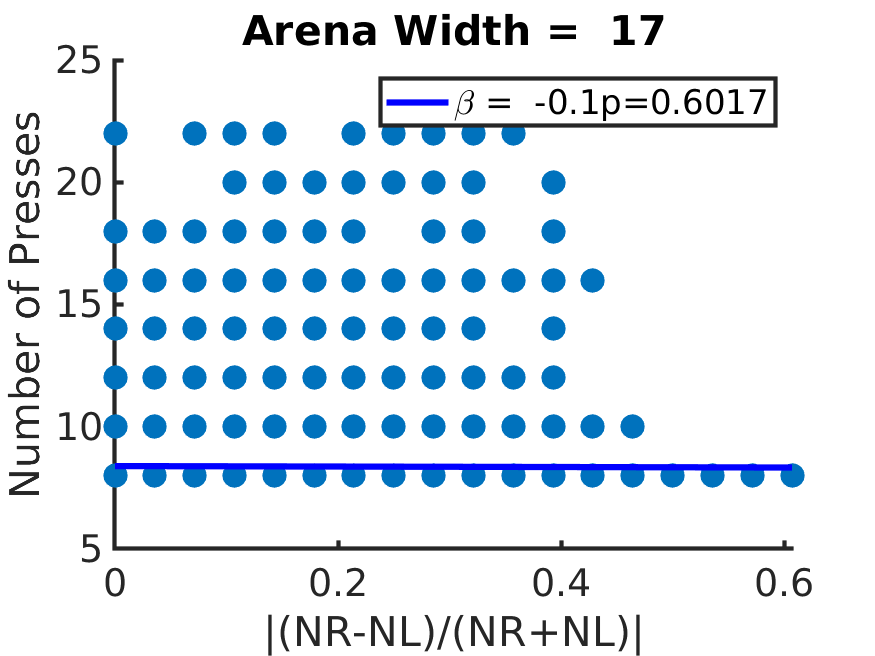 Arena Width =  17
25
β =  -0.1p=0.6017
20
15
10
5
Number of Presses
0
0.2
0.4
0.6
|(NR-NL)/(NR+NL)|